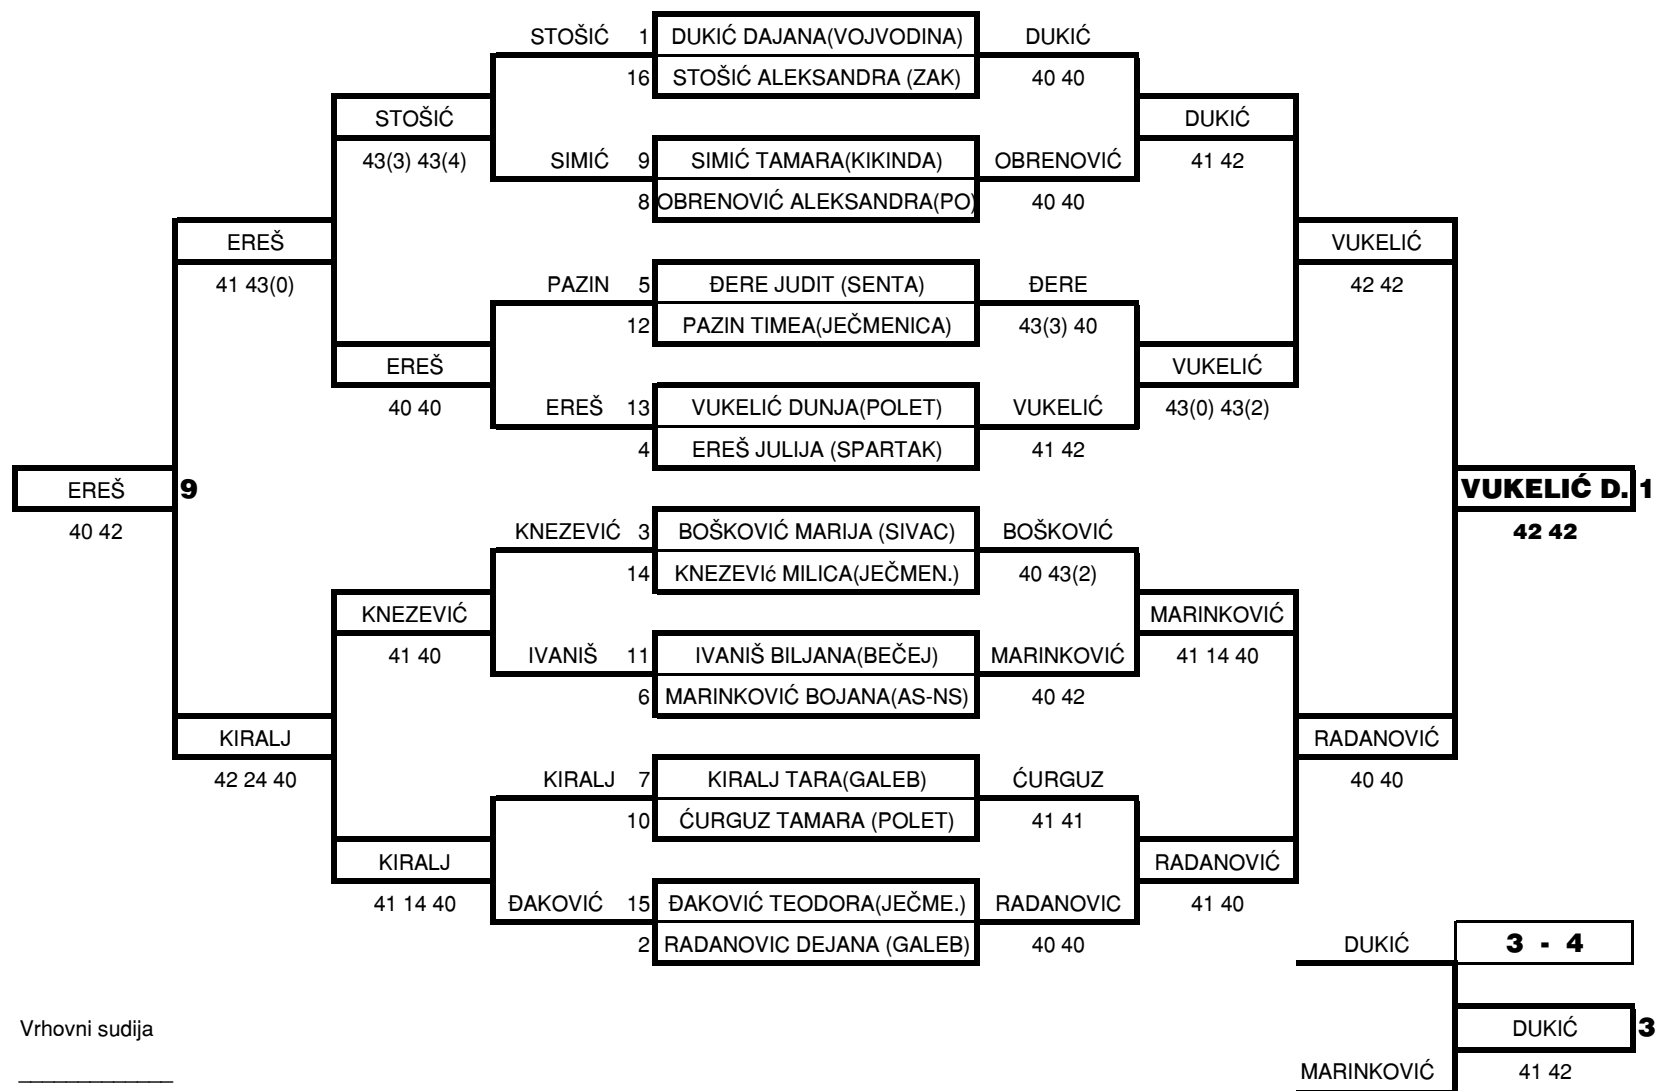 STOŠIĆ 1 DUKIĆ DAJANA(VOJVODINA) DUKIĆ
16 STOŠIĆ ALEKSANDRA (ZAK) 40 40
STOŠIĆ DUKIĆ
43(3) 43(4) SIMIĆ 9 SIMIĆ TAMARA(KIKINDA) OBRENOVIĆ 41 42
8 OBRENOVIĆ ALEKSANDRA(PO) 40 40
EREŠ VUKELIĆ
41 43(0) PAZIN 5 ĐERE JUDIT (SENTA) ĐERE 42 42
12 PAZIN TIMEA(JEČMENICA) 43(3) 40
EREŠ VUKELIĆ
40 40 EREŠ 13 VUKELIĆ DUNJA(POLET) VUKELIĆ 43(0) 43(2)
4 EREŠ JULIJA (SPARTAK) 41 42
EREŠ 9 VUKELIĆ D. 1
40 42 KNEZEVIĆ 3 BOŠKOVIĆ MARIJA (SIVAC) BOŠKOVIĆ 42 42
14 KNEZEVIć MILICA(JEČMEN.) 40 43(2)
KNEZEVIĆ MARINKOVIĆ
41 40 IVANIŠ 11 IVANIŠ BILJANA(BEČEJ) MARINKOVIĆ 41 14 40
6 MARINKOVIĆ BOJANA(AS-NS) 40 42
KIRALJ RADANOVIĆ
42 24 40 KIRALJ 7 KIRALJ TARA(GALEB) ĆURGUZ 40 40
10 ĆURGUZ TAMARA (POLET) 41 41
KIRALJ RADANOVIĆ
41 14 40 ĐAKOVIĆ 15 ĐAKOVIĆ TEODORA(JEČME.) RADANOVIC 41 40
2 RADANOVIC DEJANA (GALEB) 40 40 DUKIĆ 3 - 4
Vrhovni sudija DUKIĆ 3
MARINKOVIĆ 41 42